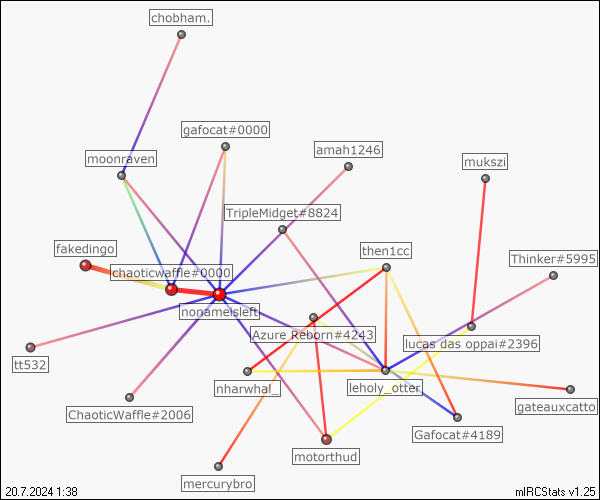 chobham.
gafocat#0000
moonraven
amah1246
mukszi
TripleMidget#8824
fakedingo
then1cc
Thinker#5995
chaoticwaffle#0000
nonameisleft
Azure Reborn#4243
lucas das oppai#2396
tt532
nharwhal_
leholy_otter
ChaoticWaffle#2006
gateauxcatto
Gafocat#4189
motorthud
mercurybro
20.7.2024 1:38
mIRCStats v1.25